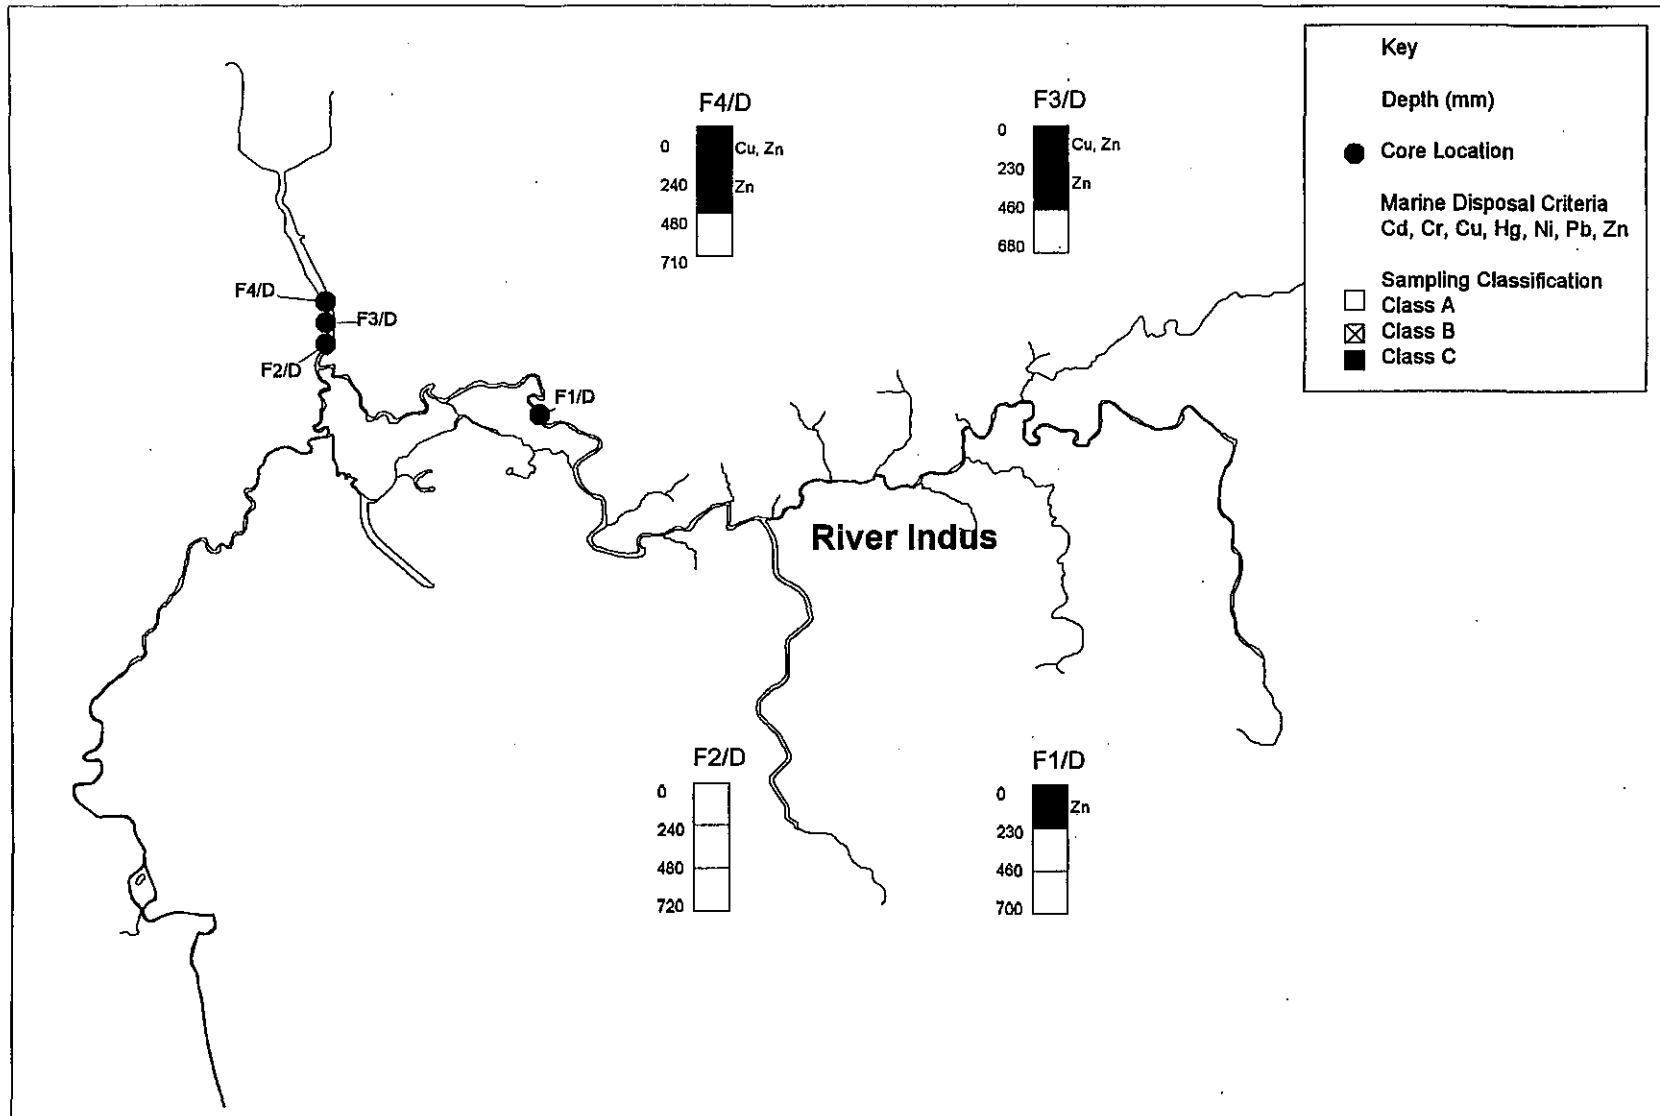 Key
Depth (mm)
Core Location
Marine Disposal Criteria
Cd, Cr, Cu, Hg, Ni, Pb, Zn
Sampling Classification
Class A
Class B
Class C
F4/D
0
Cu, Zn
240
Zn
480
710
F3/D
0
Cu, Zn
230
Zn
460
680
F4/D
F3/D
F2/D
F1/D
River Indus
F2/D
0
240
480
720
F1/D
0
Zn
230
460
700